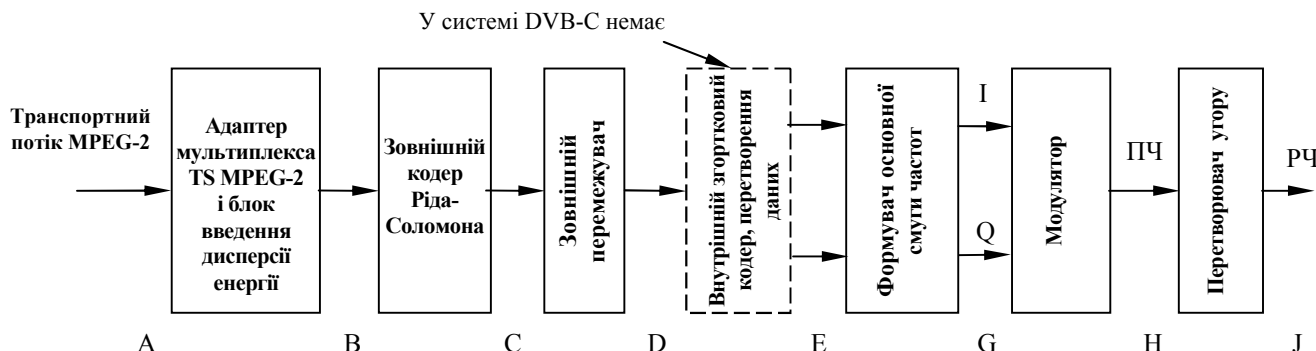 У системі DVB-C немає
Транспортний
потік MPEG-2
Адаптер
мультиплекса
TS MPEG-2
і блок
введення
дисперсії
енергії
Зовнішній
кодер
Ріда-
Соломона
Зовнішній
перемежувач
Внутрішній згортковий
кодер, перетворення
даних
Формувач основної
смуги частот
I
Q
Модулятор
ПЧ
Перетворювач угору
РЧ
A
B
C
D
E
G
H
J